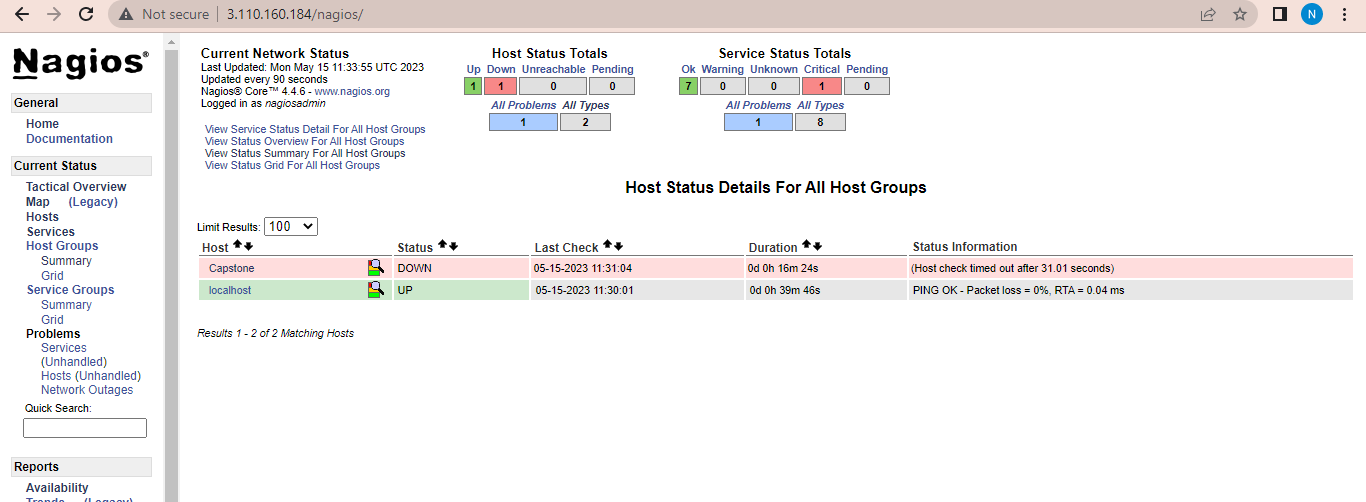 Not secure | 3.110.160.184/nagios/
N
Nagios®
General
Home
Documentation
Current Status
Tactical Overview
Map (Legacy)
Hosts
Services
Host Groups
Summary
Grid
Service Groups
Summary
Grid
Problems
Services
(Unhandled)
Hosts (Unhandled)
Network Outages
Quick Search:
Reports
Availability
Trends (Legacy)
Current Network Status
Last Updated: Mon May 15 11:33:55 UTC 2023
Updated every 90 seconds
Nagios® Core™ 4.4.6 - www.nagios.org
Logged in as nagiosadmin
View Service Status Detail For All Host Groups
View Status Overview For All Host Groups
View Status Summary For All Host Groups
View Status Grid For All Host Groups
Host Status Totals
Up Down Unreachable Pending
1 1 0 0
All Problems All Types
1 2
Service Status Totals
Ok Warning Unknown Critical Pending
7 0 0 1 0
All Problems All Types
1 8
Host Status Details For All Host Groups
Limit Results: 100
Host Status Last Check Duration Status Information
Capstone DOWN 05-15-2023 11:31:04 0d 0h 16m 24s (Host check timed out after 31.01 seconds)
localhost UP 05-15-2023 11:30:01 0d 0h 39m 46s PING OK - Packet loss = 0%, RTA = 0.04 ms
Results 1 - 2 of 2 Matching Hosts